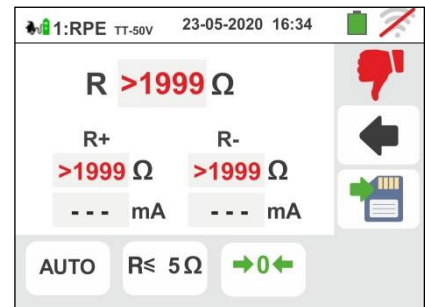 1:RPE TT-50V 23-05-2020 16:34
R >1999 Ω
R+ R-
>1999 Ω >1999 Ω
--- mA --- mA
AUTO R≤ 5Ω →0←